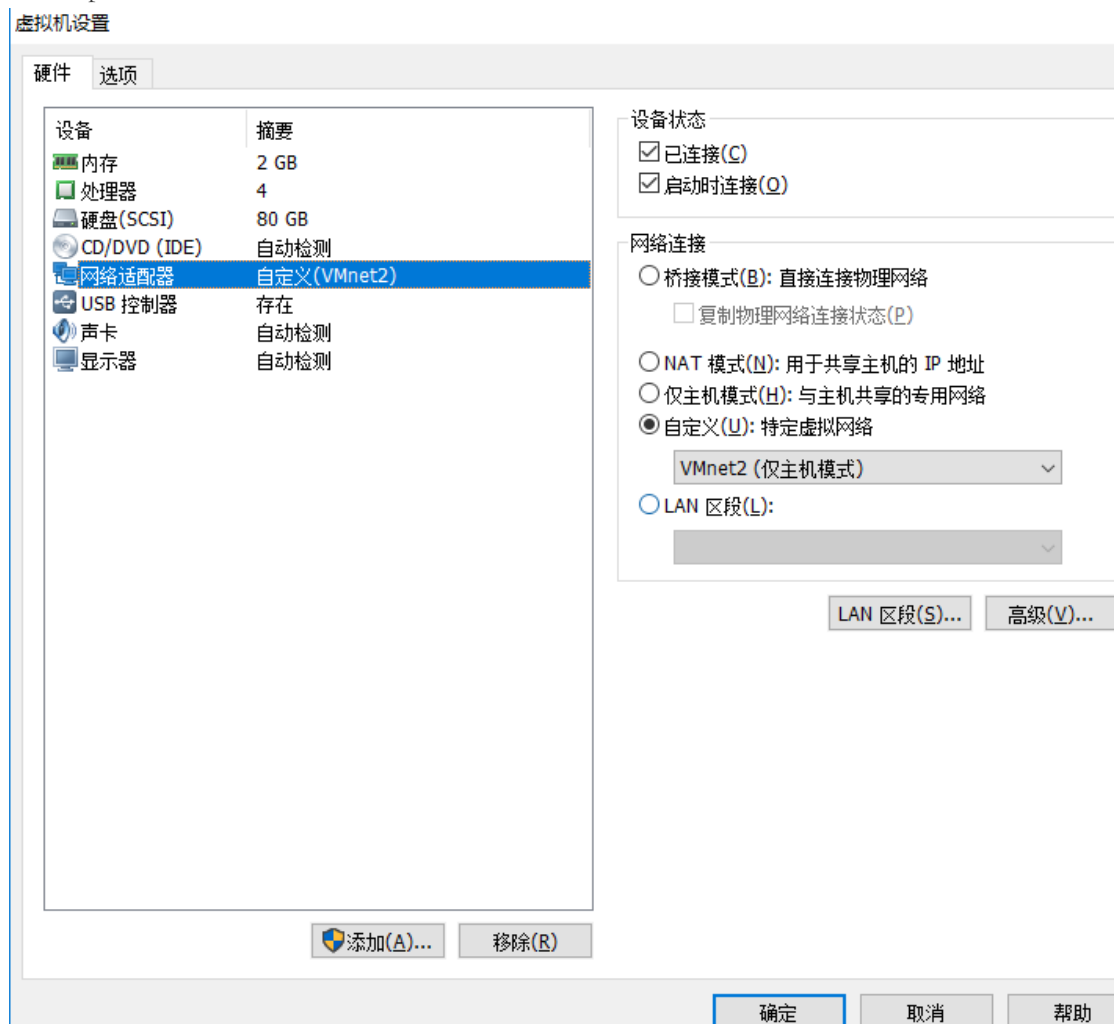 虚拟机设置
硬件 选项
设备 摘要
内存 2 GB
处理器 4
硬盘(SCSI) 80 GB
CD/DVD (IDE) 自动检测
网络适配器 自定义(VMnet2)
USB 控制器 存在
声卡 自动检测
显示器 自动检测
添加(A)... 移除(R)
设备状态
已连接(C)
启动时连接(O)
网络连接
桥接模式(B): 直接连接物理网络
复制物理网络连接状态(P)
NAT 模式(N): 用于共享主机的 IP 地址
仅主机模式(H): 与主机共享的专用网络
自定义(U): 特定虚拟网络
VMnet2 (仅主机模式)
LAN 区段(L):
LAN 区段(S)... 高级(V)...
确定 取消 帮助